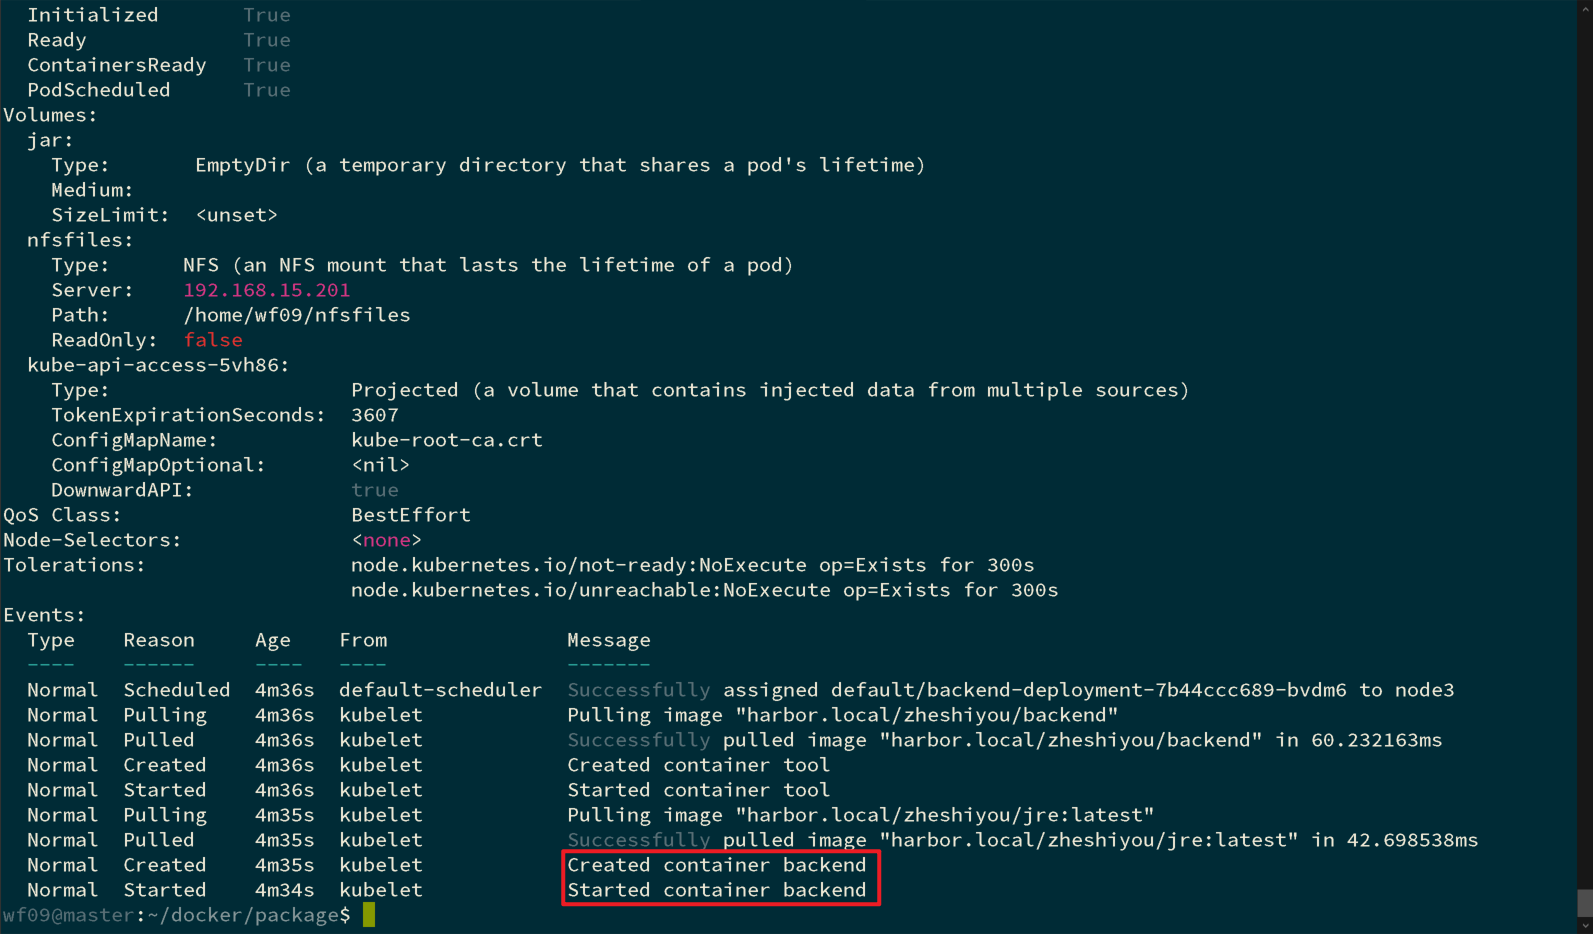 Initialized True
Ready True
ContainersReady True
PodScheduled True
Volumes:
jar:
Type: EmptyDir (a temporary directory that shares a pod's lifetime)
Medium:
SizeLimit: <unset>
nfsfiles:
Type: NFS (an NFS mount that lasts the lifetime of a pod)
Server: 192.168.15.201
Path: /home/wf09/nfsfiles
ReadOnly: false
kube-api-access-5vh86:
Type: Projected (a volume that contains injected data from multiple sources)
TokenExpirationSeconds: 3607
ConfigMapName: kube-root-ca.crt
ConfigMapOptional: <nil>
DownwardAPI: true
QoS Class: BestEffort
Node-Selectors: <none>
Tolerations: node.kubernetes.io/not-ready:NoExecute op=Exists for 300s
node.kubernetes.io/unreachable:NoExecute op=Exists for 300s
Events:
Type Reason Age From Message
---- ------ ---- ---- -------
Normal Scheduled 4m36s default-scheduler Successfully assigned default/backend-deployment-7b44ccc689-bvdm6 to node3
Normal Pulling 4m36s kubelet Pulling image "harbor.local/zheshiyou/backend"
Normal Pulled 4m36s kubelet Successfully pulled image "harbor.local/zheshiyou/backend" in 60.232163ms
Normal Created 4m36s kubelet Created container tool
Normal Started 4m36s kubelet Started container tool
Normal Pulling 4m35s kubelet Pulling image "harbor.local/zheshiyou/jre:latest"
Normal Pulled 4m35s kubelet Successfully pulled image "harbor.local/zheshiyou/jre:latest" in 42.698538ms
Normal Created 4m35s kubelet Created container backend
Normal Started 4m34s kubelet Started container backend
wf09@master:~/docker/package$